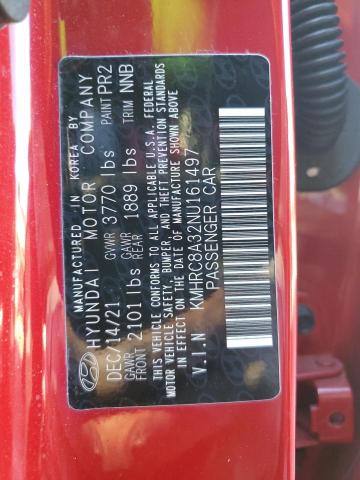 MANUFACTURED IN KOREA BY
HYUNDAI MOTOR COMPANY
DEC/14/21 GVWR 3770 lbs PAINT PR2
GAWR FRONT 2101 lbs GAWR REAR 1889 lbs TRIM NNB
THIS VEHICLE CONFORMS TO ALL APPLICABLE U.S.A. FEDERAL
MOTOR VEHICLE SAFETY, BUMPER, AND THEFT PREVENTION STANDARDS
IN EFFECT ON THE DATE OF MANUFACTURE SHOWN ABOVE
V.I.N KMHRC8A32NU161497
PASSENGER CAR